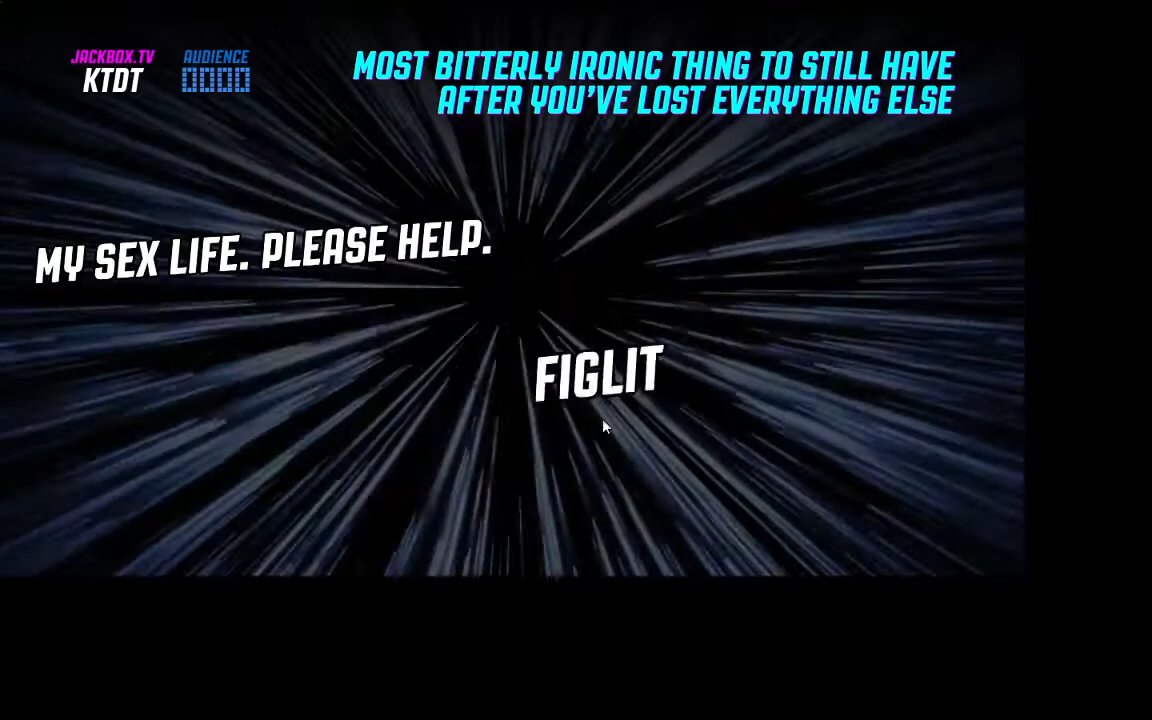 JACKBOX.TV
KTDT
AUDIENCE
MOST BITTERLY IRONIC THING TO STILL HAVE
AFTER YOU'VE LOST EVERYTHING ELSE
MY SEX LIFE. PLEASE HELP.
FIGLIT